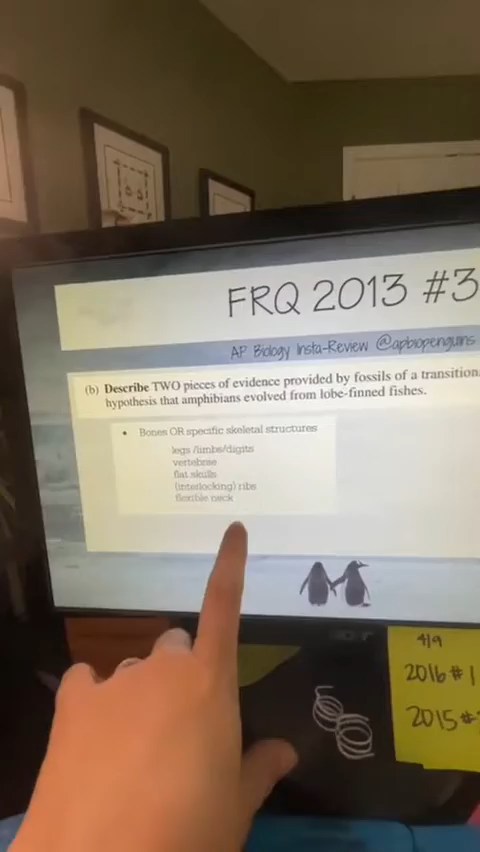 FRQ 2013 #3
AP Biology Insta-Review @apbiopenguins
(b) Describe TWO pieces of evidence provided by fossils of a transition
hypothesis that amphibians evolved from lobe-finned fishes.
• Bones OR specific skeletal structures
legs /limbs/digits
vertebrae
flat skulls
(interlocking) ribs
flexible neck
acer
4/9
2016 #1
2015 #